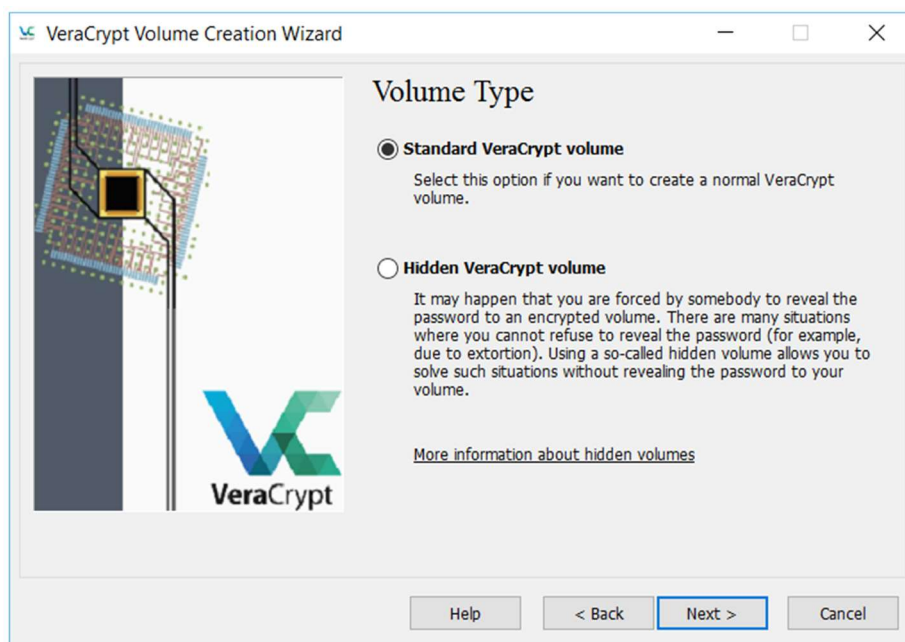 VeraCrypt Volume Creation Wizard
Volume Type
Standard VeraCrypt volume
Select this option if you want to create a normal VeraCrypt
volume.
Hidden VeraCrypt volume
It may happen that you are forced by somebody to reveal the
password to an encrypted volume. There are many situations
where you cannot refuse to reveal the password (for example,
due to extortion). Using a so-called hidden volume allows you to
solve such situations without revealing the password to your
volume.
More information about hidden volumes
VeraCrypt
Help
< Back
Next >
Cancel